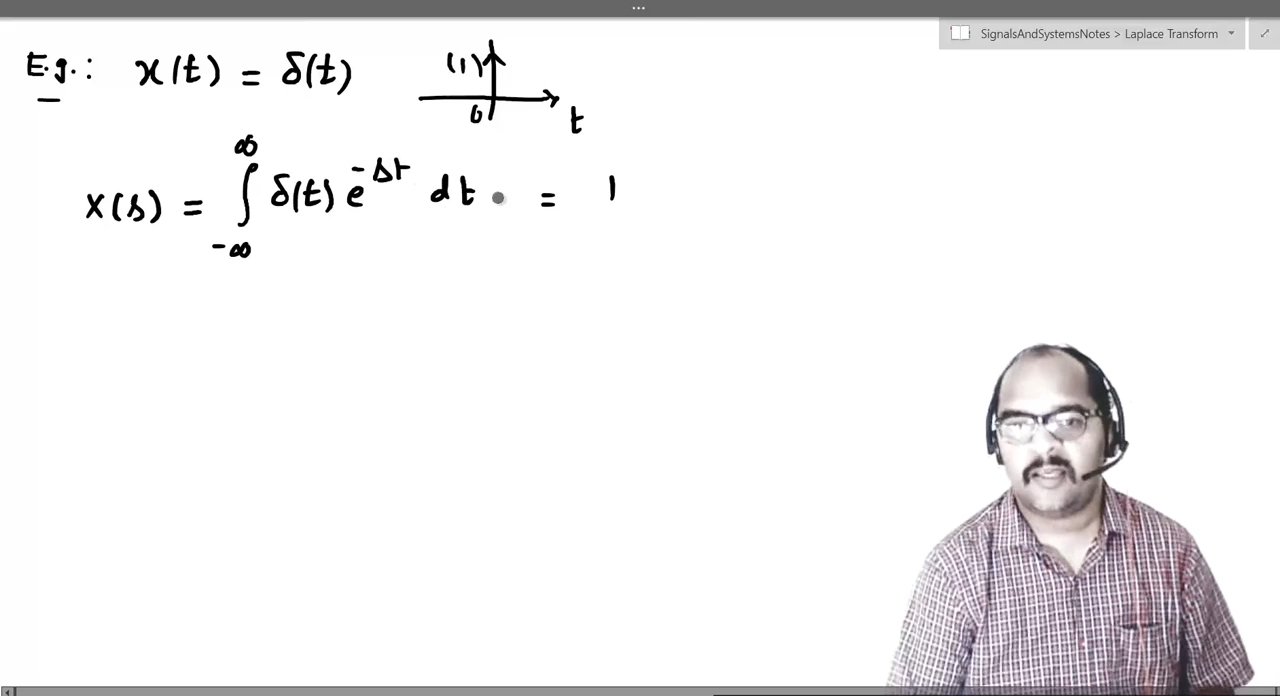 SignalsAndSystemsNotes > Laplace Transform
E.g.: x(t) = δ(t)
(1)
0
t
X(s) = ∫_{-∞}^{∞} δ(t) e^{-st} dt = 1